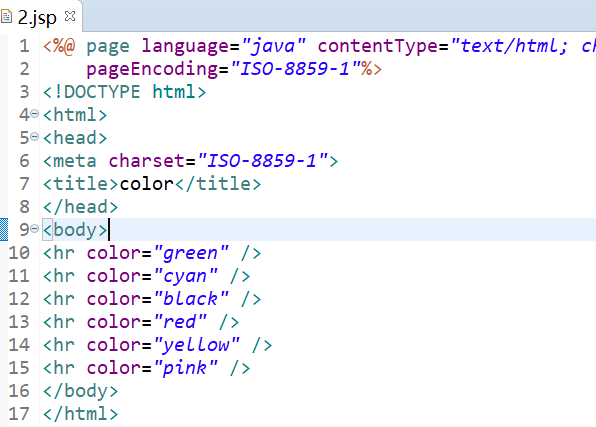 2.jsp
1 <%@ page language="java" contentType="text/html;
2 pageEncoding="ISO-8859-1"%>
3 <!DOCTYPE html>
4 <html>
5 <head>
6 <meta charset="ISO-8859-1">
7 <title>color</title>
8 </head>
9 <body>
10 <hr color="green" />
11 <hr color="cyan" />
12 <hr color="black" />
13 <hr color="red" />
14 <hr color="yellow" />
15 <hr color="pink" />
16 </body>
17 </html>